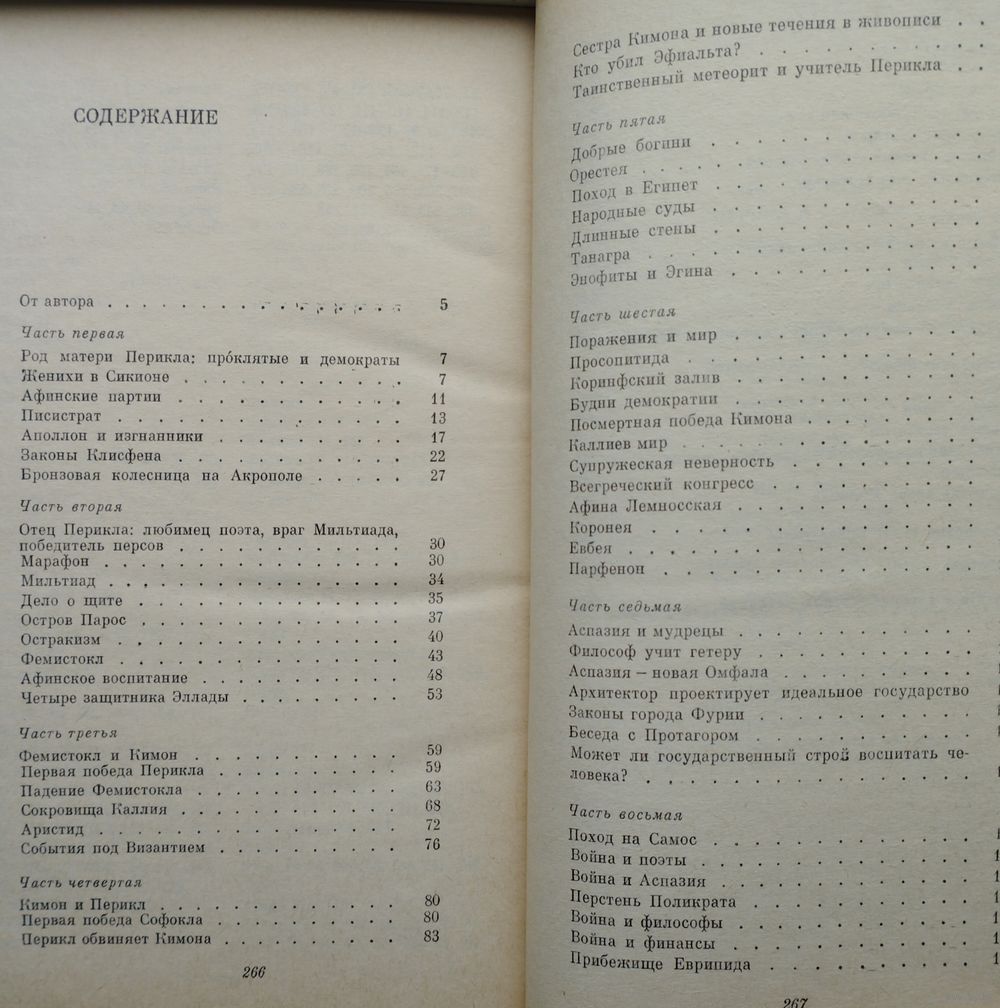 СОДЕРЖАНИЕ
От автора . . . . . . . . . . . . . . . . 5
Часть первая
Род матери Перикла: про́клятые и демократы 7
Женихи в Сикионе . . . . . . . . . . . . 7
Афинские партии . . . . . . . . . . . . 11
Писистрат . . . . . . . . . . . . . . . 13
Аполлон и изгнанники . . . . . . . . . . 17
Законы Клисфена . . . . . . . . . . . . 22
Бронзовая колесница на Акрополе . . . . . 27
Часть вторая
Отец Перикла: любимец поэта, враг Мильтиада,
победитель персов . . . . . . . . . . . 30
Марафон . . . . . . . . . . . . . . . . 30
Мильтиад . . . . . . . . . . . . . . . 34
Дело о щите . . . . . . . . . . . . . . 35
Остров Парос . . . . . . . . . . . . . 37
Остракизм . . . . . . . . . . . . . . . 40
Фемистокл . . . . . . . . . . . . . . . 43
Афинское воспитание . . . . . . . . . . 48
Четыре защитника Эллады . . . . . . . . 53
Часть третья
Фемистокл и Кимон . . . . . . . . . . . 59
Первая победа Перикла . . . . . . . . . 59
Падение Фемистокла . . . . . . . . . . . 63
Сокровища Каллия . . . . . . . . . . . . 68
Аристид . . . . . . . . . . . . . . . . 72
События под Византием . . . . . . . . . 76
Часть четвертая
Кимон и Перикл . . . . . . . . . . . . . 80
Первая победа Софокла . . . . . . . . . 80
Перикл обвиняет Кимона . . . . . . . . . 83
266
Сестра Кимона и новые течения в живописи . .
Кто убил Эфиальта? . . . . . . . . . .
Таинственный метеорит и учитель Перикла . .
Часть пятая
Добрые богини . . . . . . . . . . . .
Орестея . . . . . . . . . . . . . . .
Поход в Египет . . . . . . . . . . . .
Народные суды . . . . . . . . . . . .
Длинные стены . . . . . . . . . . . .
Танагра . . . . . . . . . . . . . . .
Энофиты и Эгина . . . . . . . . . . .
Часть шестая
Поражения и мир . . . . . . . . . . .
Просопитида . . . . . . . . . . . . .
Коринфский залив . . . . . . . . . . .
Будни демократии . . . . . . . . . . .
Посмертная победа Кимона . . . . . . . .
Каллиев мир . . . . . . . . . . . . .
Супружеская неверность . . . . . . . . .
Всегреческий конгресс . . . . . . . . .
Афина Лемносская . . . . . . . . . . .
Коронея . . . . . . . . . . . . . . .
Евбея . . . . . . . . . . . . . . . .
Парфенон . . . . . . . . . . . . . . .
Часть седьмая
Аспазия и мудрецы . . . . . . . . . . .
Философ учит гетеру . . . . . . . . . .
Аспазия — новая Омфала . . . . . . . . .
Архитектор проектирует идеальное государство
Законы города Фурии . . . . . . . . . .
Беседа с Протагором . . . . . . . . . .
Может ли государственный строй воспитать че-
ловека? . . . . . . . . . . . . . . .
Часть восьмая
Поход на Самос . . . . . . . . . . . .
Война и поэты . . . . . . . . . . . . 1
Война и Аспазия . . . . . . . . . . . 1
Перстень Поликрата . . . . . . . . . . 1
Война и философы . . . . . . . . . . . 1
Война и финансы . . . . . . . . . . . 1
Прибежище Еврипида . . . . . . . . . . 1
267